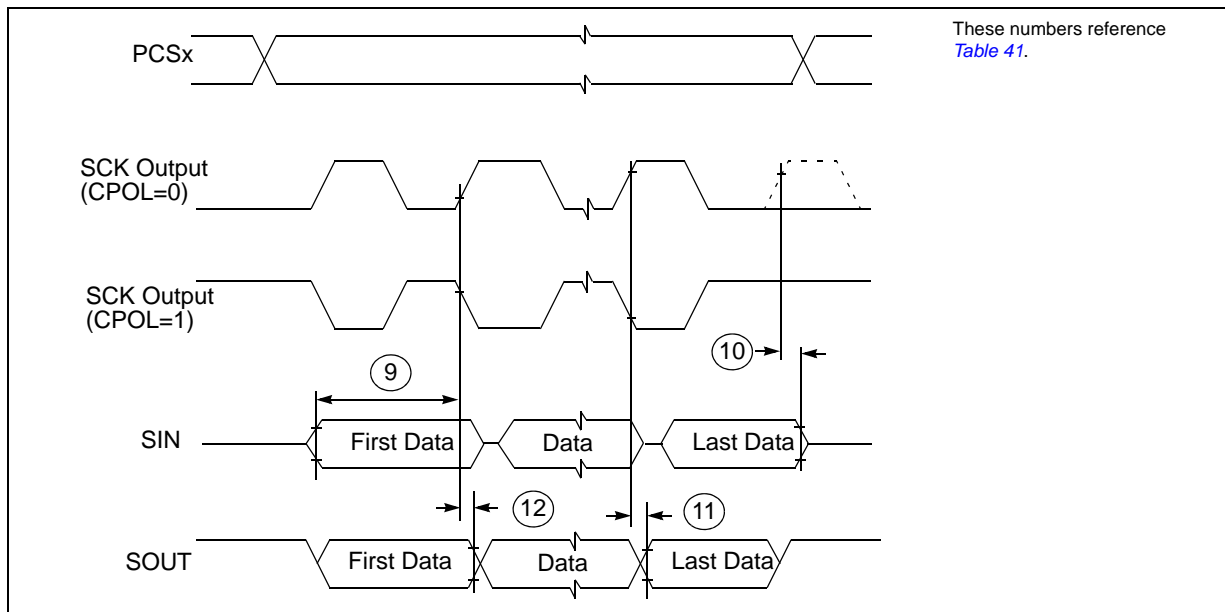 These numbers reference
Table 41.
PCSx
SCK Output
(CPOL=0)
SCK Output
(CPOL=1)
10
9
SIN
First Data
Data
Last Data
12
11
SOUT
First Data
Data
Last Data